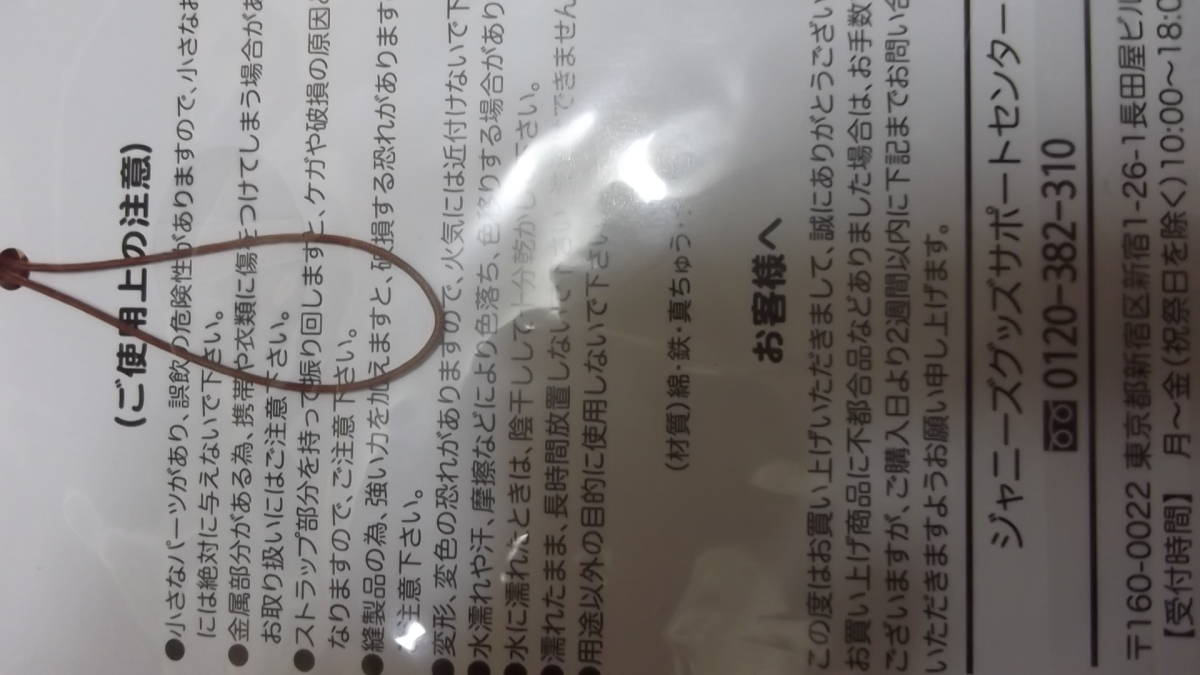 (ご使用上の注意)
●小さなパーツがあり、誤飲の危険性がありますので、小さなお
には絶対に与えないで下さい。
●金属部分がある為、携帯や衣類に傷をつけてしまう場合があ
お取り扱いにはご注意下さい。
●ストラップ部分を持って振り回しますと、ケガや破損の原因と
なりますので、ご注意下さい。
●縫製品の為、強い力を加えますと、破損する恐れがあります
ご注意下さい。
●変形、変色の恐れがありますので、火気には近付けないで下
●水濡れや汗、摩擦などにより色落ち、色移りする場合があり
●水に濡れたときは、陰干しして十分乾かし 下さい。
●濡れたまま、長時間放置しないで下さい できません
●用途以外の目的に使用しないで下さい
(材質)綿・鉄・真ちゅう・
お客様へ
この度はお買い上げいただきまして、誠にありがとうござい
お買い上げ商品に不都合品などありました場合は、お手数
ございますが、ご購入日より2週間以内に下記までお問い合
いただきますようお願い申し上げます。
ジャニーズグッズサポートセンター
0120-382-310
〒160-0022 東京都新宿区新宿1-26-1長田屋ビル
【受付時間】 月〜金(祝祭日を除く)10:00〜18:0